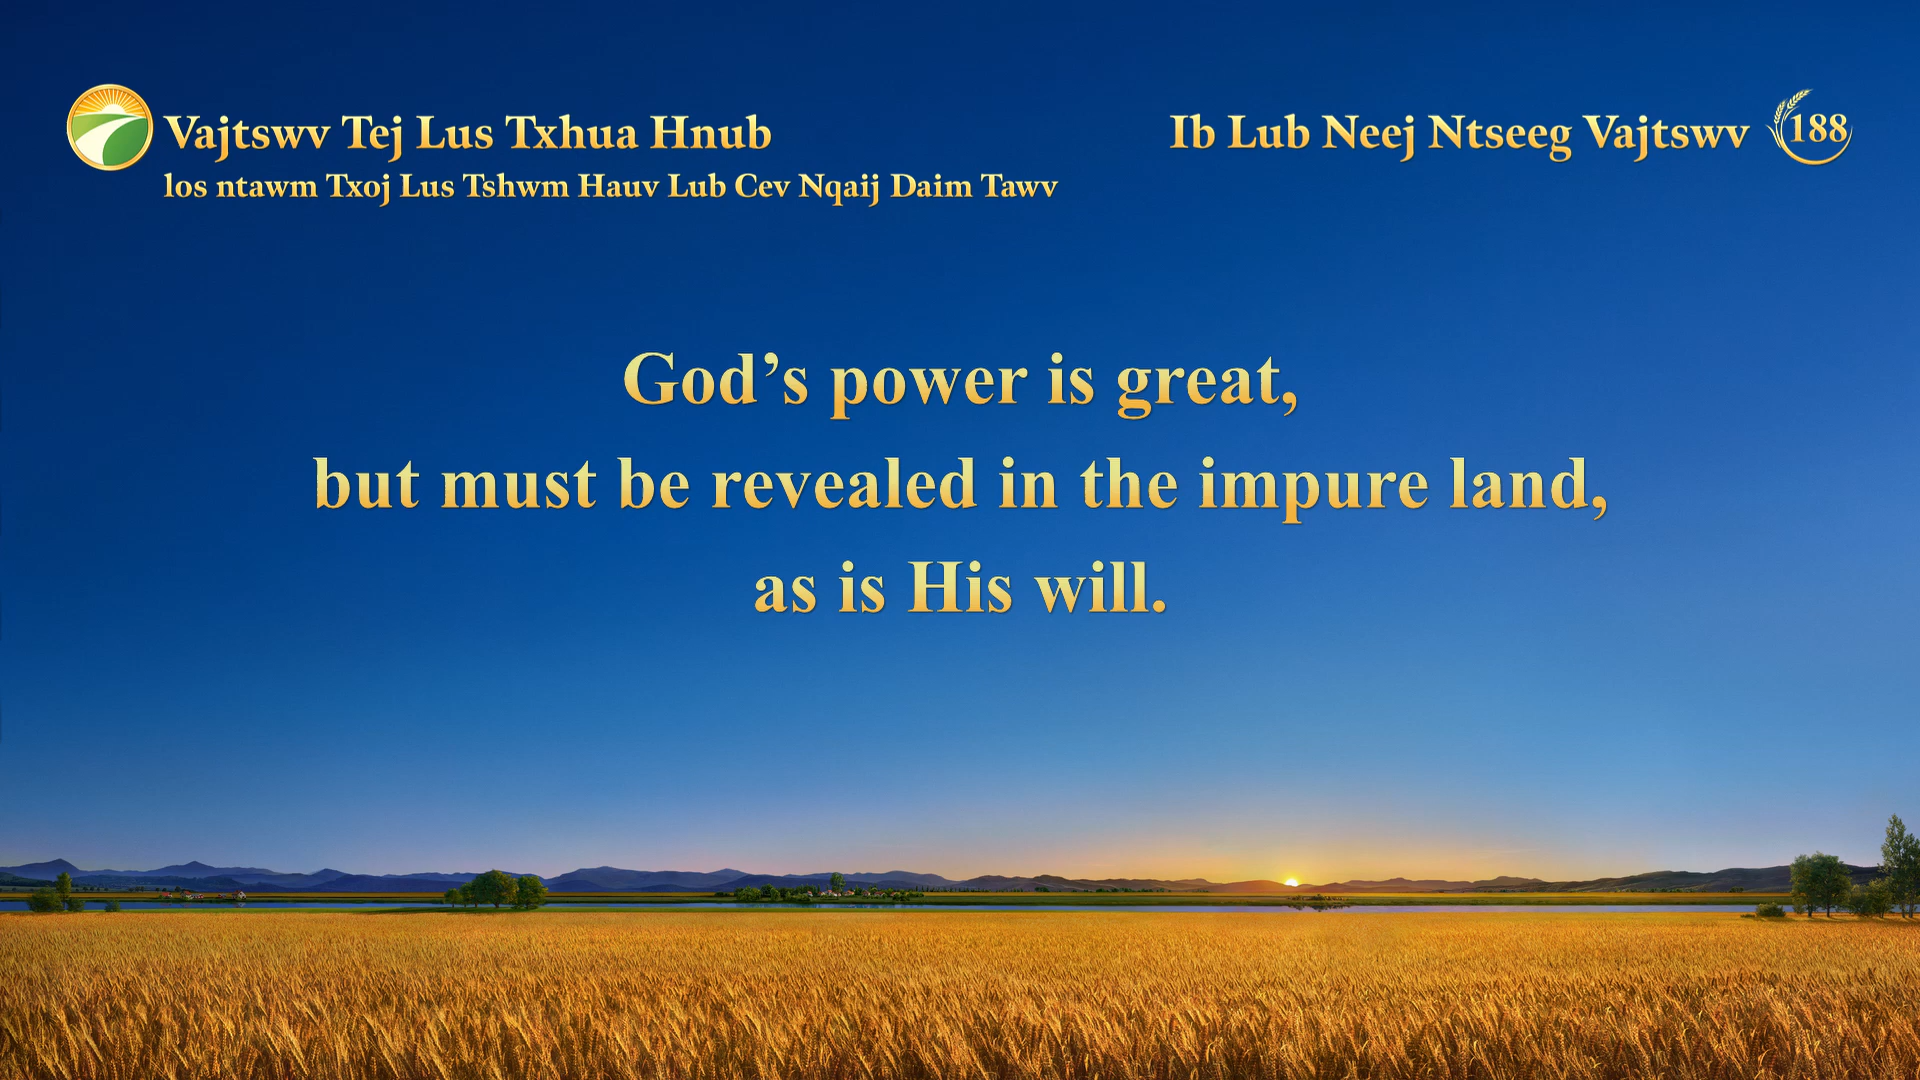 Vajtswv Tej Lus Txhua Hnub
los ntawm Txoj Lus Tshwm Hauv Lub Cev Nqaij Daim Tawv
Ib Lub Neej Ntseeg Vajtswv 188
God’s power is great,
but must be revealed in the impure land,
as is His will.